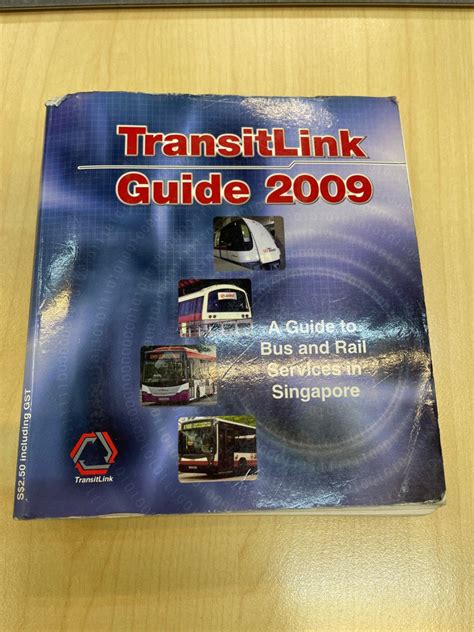 TransitLink
Guide 2009
A Guide to
Bus and Rail
Services in
Singapore
TransitLink
S$2.50 including GST